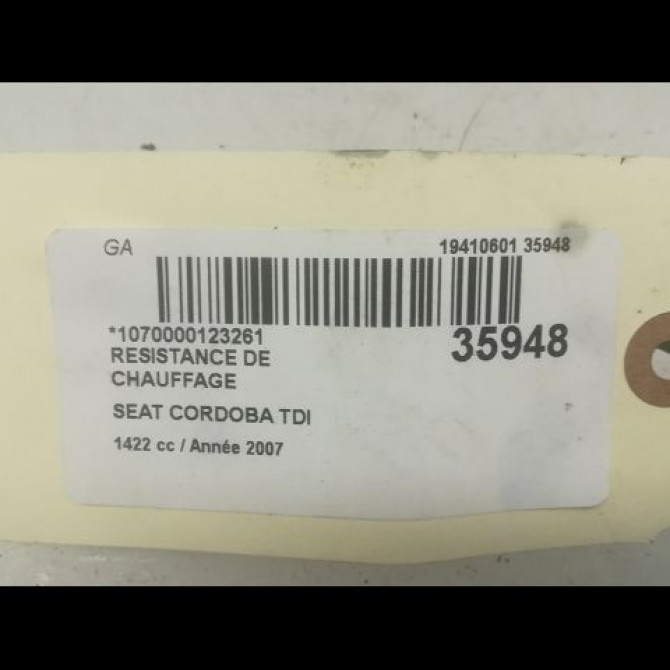 GA
19410601 35948
*1070000123261
35948
RESISTANCE DE
CHAUFFAGE
SEAT CORDOBA TDI
1422 cc / Année 2007